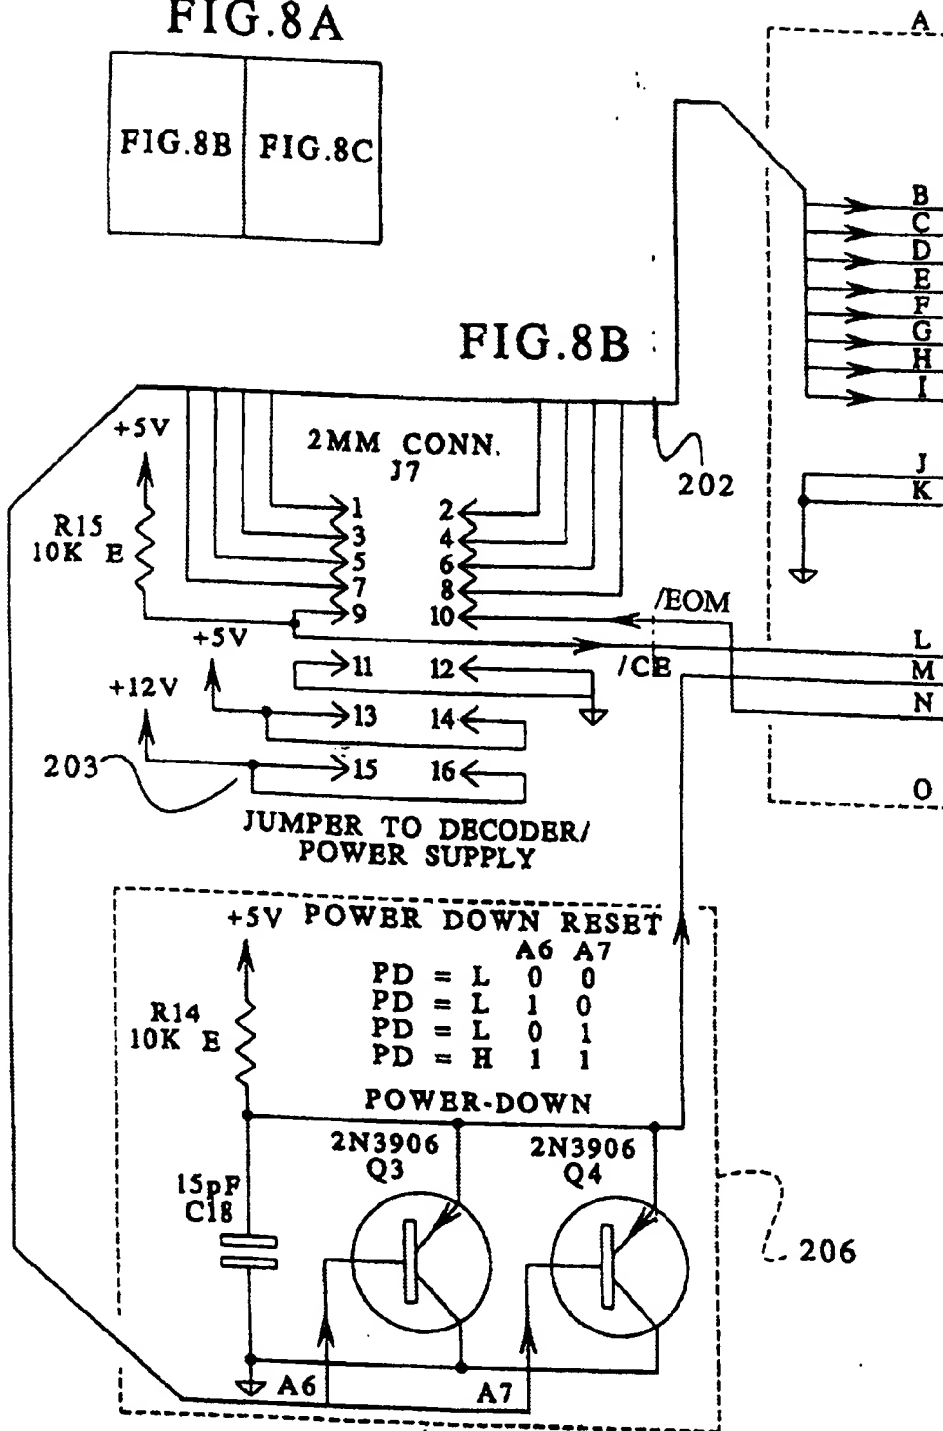 FIG.8A
FIG.8B FIG.8C
A
B
C
D
E
F
G
H
I
J
K
FIG.8B
202
+5V
2MM CONN.
J7
R15
10K E
1 2
3 4
5 6
7 8
9 10
/EOM
+5V
/CE
L
11 12
M
+12V
N
13 14
203
15 16
O
JUMPER TO DECODER/
POWER SUPPLY
+5V POWER DOWN RESET
A6 A7
PD = L 0 0
PD = L 1 0
PD = L 0 1
PD = H 1 1
R14
10K E
POWER-DOWN
2N3906
Q3
2N3906
Q4
15pF
C18
206
A6
A7